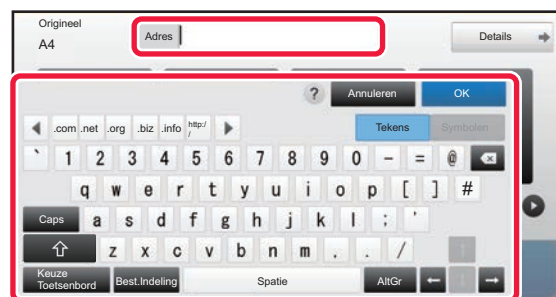 Origineel
A4
Adres
Details
?
Annuleren
OK
.com .net .org .biz .info http://
Tekens
Symbolen
` 1 2 3 4 5 6 7 8 9 0 - = @
q w e r t y u i o p [ ] #
Caps a s d f g h j k l ; '
z x c v b n m , . /
Keuze Toetsenbord Best.Indeling Spatie AltGr